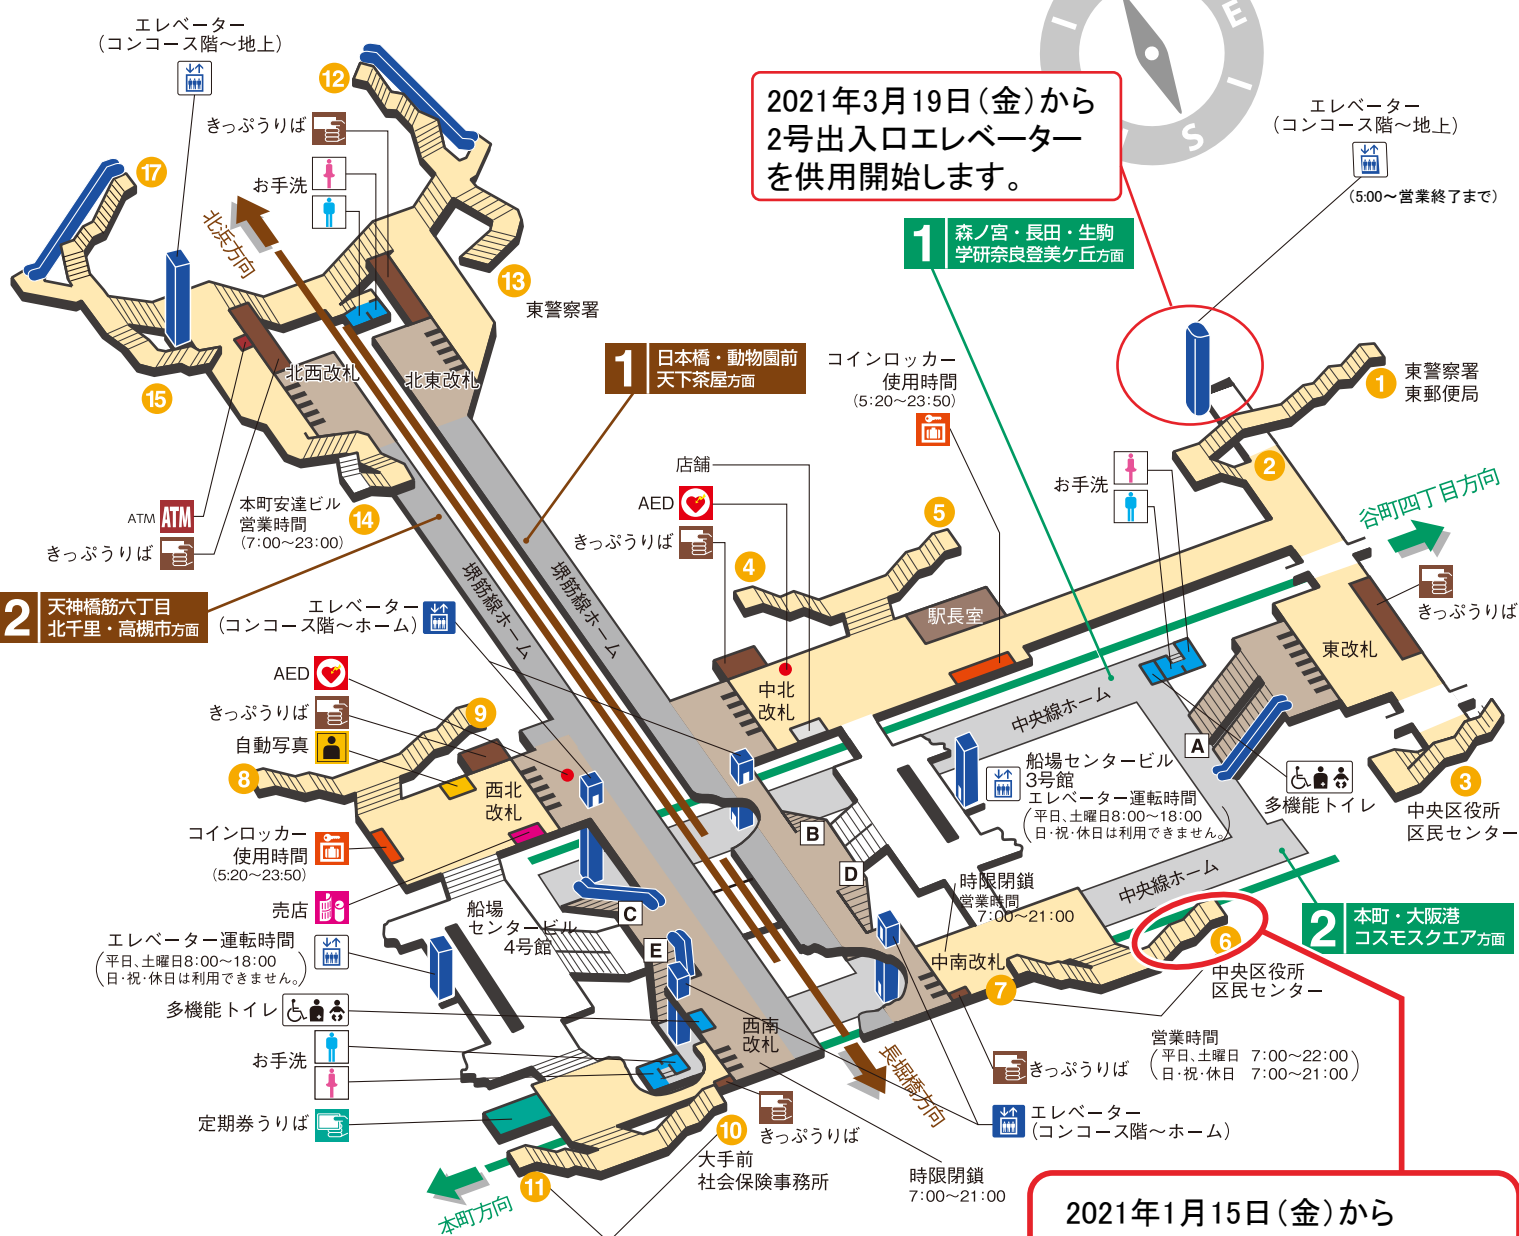 エレベーター
(コンコース階～地上)
12
きっぷうりば
お手洗
17
北浜方向
13
東警察署
15
北西改札
北東改札
2021年3月19日(金)から
2号出入口エレベーター
を供用開始します。
I
E
I
S
エレベーター
(コンコース階～地上)
(5:00～営業終了まで)
1
森ノ宮・長田・生駒
学研奈良登美ケ丘方面
1
日本橋・動物園前
天下茶屋方面
コインロッカー
使用時間
(5:20～23:50)
1
東警察署
東郵便局
2
お手洗
谷町四丁目方向
店舗
AED
きっぷうりば
5
4
駅長室
ATM ATM
きっぷうりば
本町安達ビル
営業時間
(7:00～23:00)
14
2
天神橋筋六丁目
北千里・高槻市方面
エレベーター
(コンコース階～ホーム)
堺筋線ホーム
堺筋線ホーム
きっぷうりば
東改札
中北
改札
中央線ホーム
AED
きっぷうりば
自動写真
9
8
西北
改札
コインロッカー
使用時間
(5:20～23:50)
売店
A
船場センタービル
3号館
エレベーター運転時間
(平日、土曜日8:00～18:00
日・祝・休日は利用できません。)
多機能トイレ
3
中央区役所
区民センター
B
D
C
E
船場
センタービル
4号館
時限閉鎖
営業時間
7:00～21:00
中央線ホーム
2
本町・大阪港
コスモスクエア方面
エレベーター運転時間
(平日、土曜日8:00～18:00
日・祝・休日は利用できません。)
多機能トイレ
お手洗
定期券うりば
中南改札
7
6
中央区役所
区民センター
営業時間
(平日、土曜日 7:00～22:00
日・祝・休日 7:00～21:00)
西南
改札
長堀橋方向
きっぷうりば
エレベーター
(コンコース階～ホーム)
10
きっぷうりば
大手前
社会保険事務所
11
本町方向
時限閉鎖
7:00～21:00
2021年1月15日(金)から